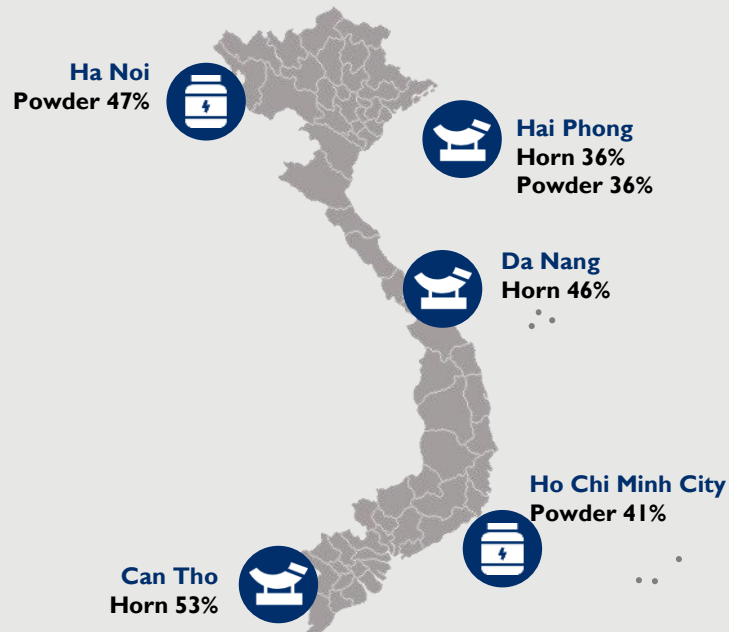 Ha Noi
Powder 47%
Hai Phong
Horn 36%
Powder 36%
Da Nang
Horn 46%
Ho Chi Minh City
Powder 41%
Can Tho
Horn 53%